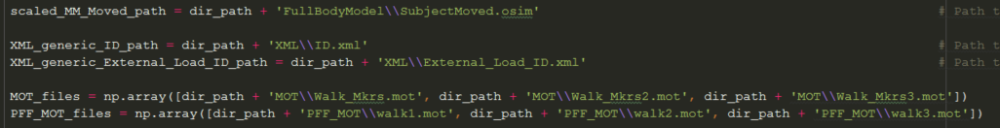 scaled_MM_Moved_path = dir_path + 'FullBodyModel\\SubjectMoved.osim' # Path t
XML_generic_ID_path = dir_path + 'XML\\ID.xml' # Path t
XML_generic_External_Load_ID_path = dir_path + 'XML\\External_Load_ID.xml' # Path t
MOT_files = np.array([dir_path + 'MOT\\Walk_Mkrs.mot', dir_path + 'MOT\\Walk_Mkrs2.mot', dir_path + 'MOT\\Walk_Mkrs3.mot'])
PFF_MOT_files = np.array([dir_path + 'PFF_MOT\\walk1.mot', dir_path + 'PFF_MOT\\walk2.mot', dir_path + 'PFF_MOT\\walk3.mot'])